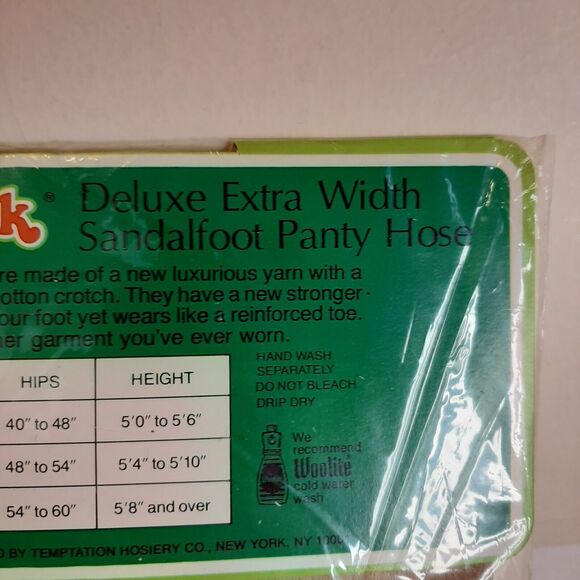 k® Deluxe Extra Width
Sandalfoot Panty Hose
re made of a new luxurious yarn with a
otton crotch. They have a new stronger
our foot yet wears like a reinforced toe.
her garment you've ever worn.
HIPS HEIGHT
40" to 48" 5'0" to 5'6"
48" to 54" 5'4" to 5'10"
54" to 60" 5'8" and over
HAND WASH
SEPARATELY
DO NOT BLEACH
DRIP DRY
We
recommend
Woolite
cold water
wash
D BY TEMPTATION HOSIERY CO., NEW YORK, NY 1000